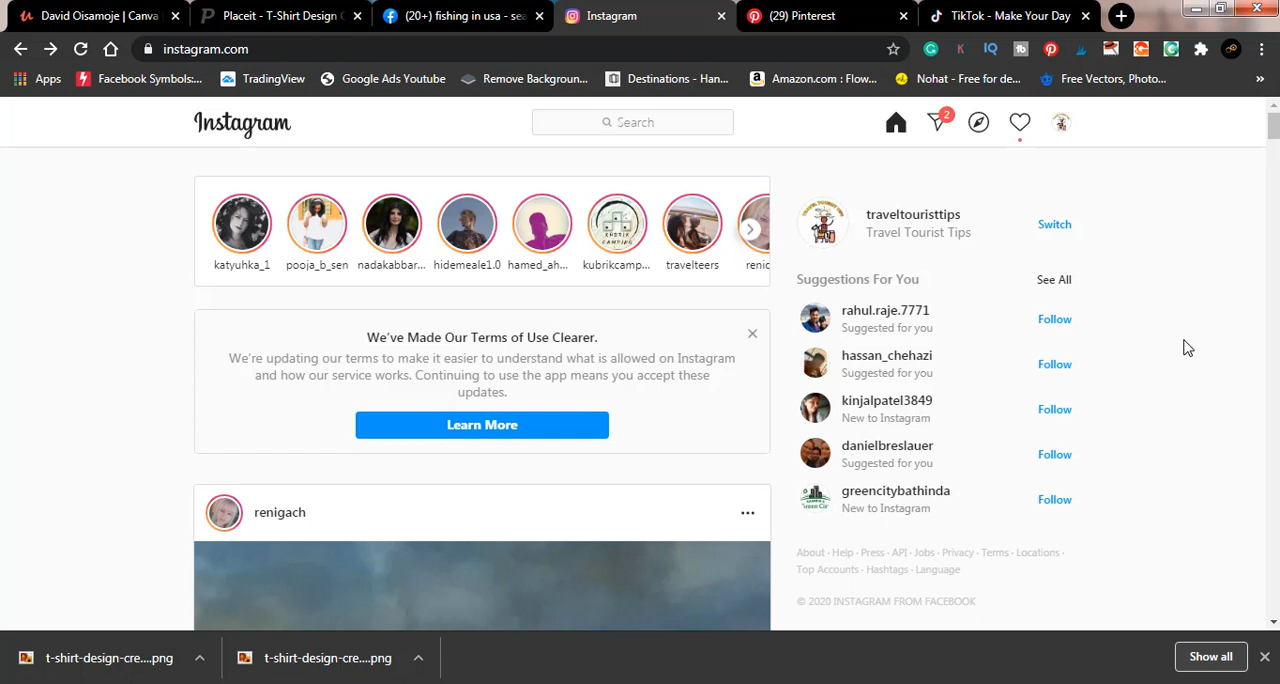 David Oisamoje | Canva
Placeit - T-Shirt Design
(20+) fishing in usa - sea
Instagram
(29) Pinterest
TikTok - Make Your Day
instagram.com
Apps
Facebook Symbols:...
TradingView
Google Ads Youtube
Remove Backgroun...
Destinations - Han...
Amazon.com : Flow...
Nohat - Free for de...
Free Vectors, Photo...
»
Instagram
Search
2
katyuhka_1
pooja_b_sen
nadakabbar...
hidemeale1.0
hamed_ah...
kubrikcamp...
travelteers
renic
traveltouristtips
Travel Tourist Tips
Switch
Suggestions For You
See All
rahul.raje.7771
Suggested for you
Follow
hassan_chehazi
Suggested for you
Follow
kinjalpatel3849
New to Instagram
Follow
danielbreslauer
Suggested for you
Follow
greencitybathinda
New to Instagram
Follow
We've Made Our Terms of Use Clearer.
We're updating our terms to make it easier to understand what is allowed on Instagram
and how our service works. Continuing to use the app means you accept these
updates.
Learn More
renigach
About · Help · Press · API · Jobs · Privacy · Terms · Locations ·
Top Accounts · Hashtags · Language
© 2020 INSTAGRAM FROM FACEBOOK
t-shirt-design-cre....png
t-shirt-design-cre....png
Show all